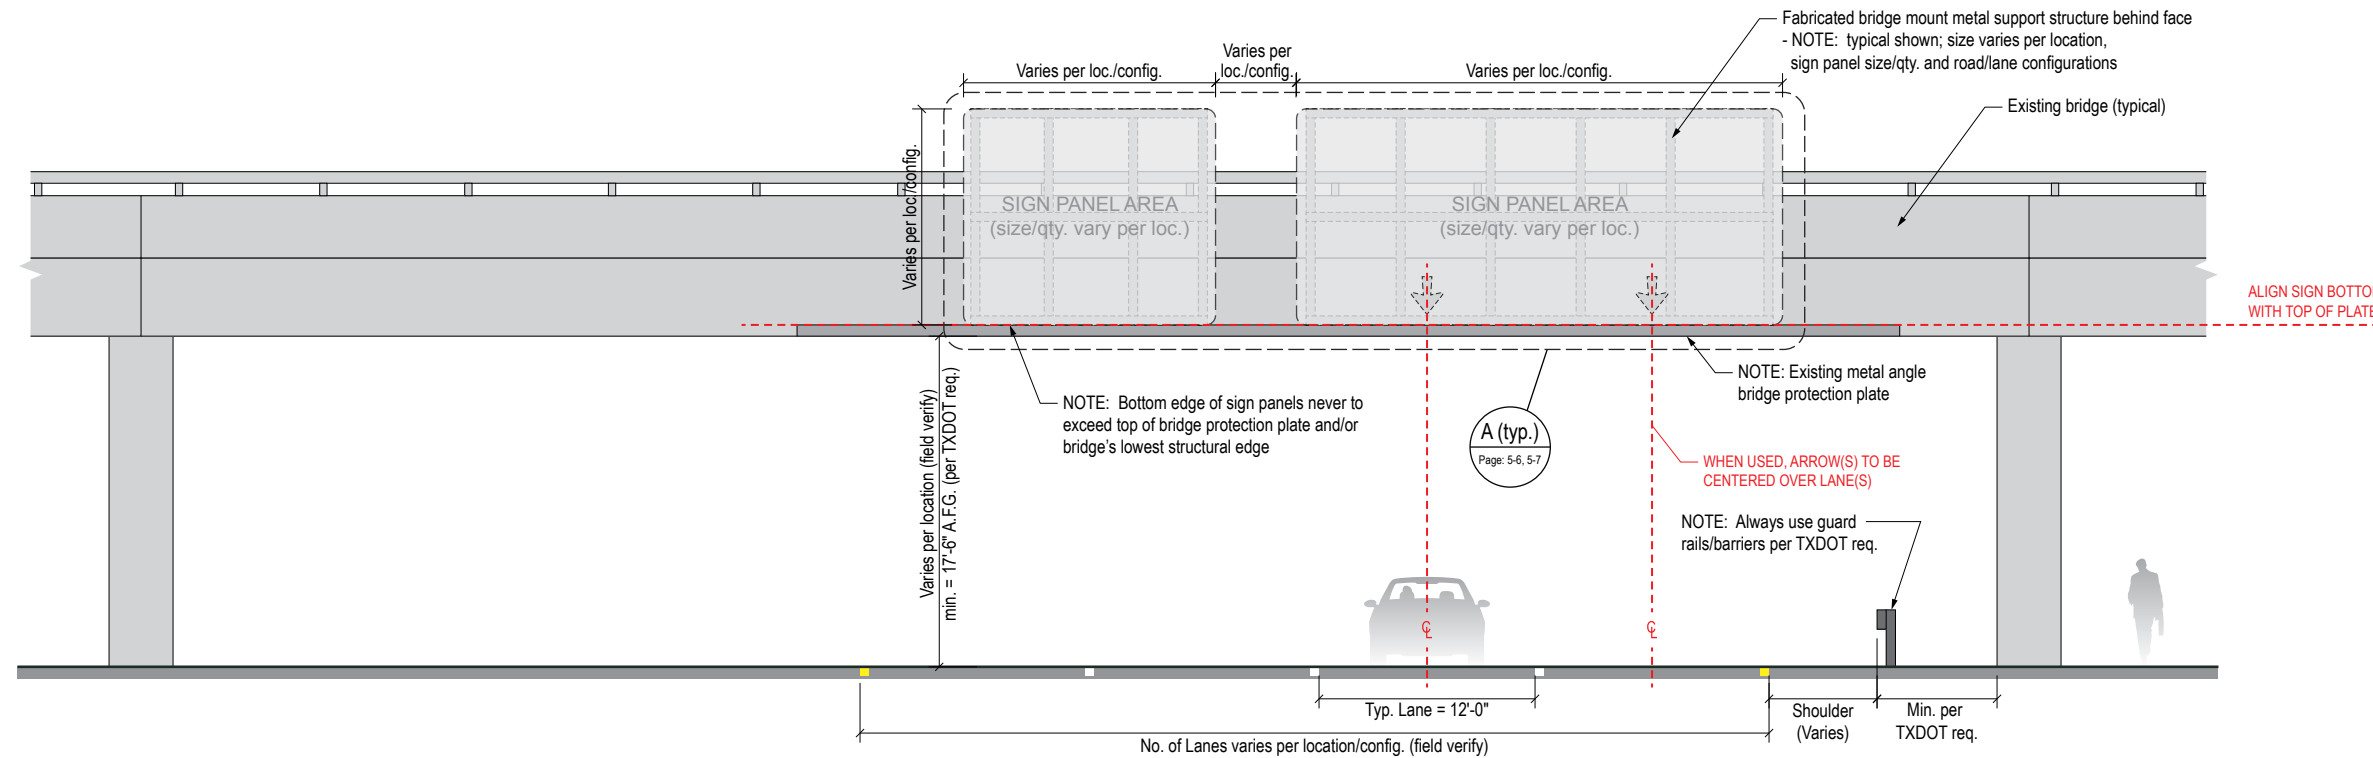 Fabricated bridge mount metal support structure behind face
- NOTE: typical shown; size varies per location,
sign panel size/qty. and road/lane configurations
Varies per
loc./config.
Varies per loc./config.
Varies per loc./config.
Existing bridge (typical)
Varies per loc./config.
SIGN PANEL AREA
(size/qty. vary per loc.)
SIGN PANEL AREA
(size/qty. vary per loc.)
ALIGN SIGN BOTTO
WITH TOP OF PLATE
NOTE: Existing metal angle
bridge protection plate
NOTE: Bottom edge of sign panels never to
exceed top of bridge protection plate and/or
bridge's lowest structural edge
Varies per location (field verify)
min. = 17'-6" A.F.G. (per TXDOT req.)
A (typ.)
Page: 5-6, 5-7
WHEN USED, ARROW(S) TO BE
CENTERED OVER LANE(S)
NOTE: Always use guard
rails/barriers per TXDOT req.
CL
CL
Typ. Lane = 12'-0"
Shoulder
(Varies)
Min. per
TXDOT req.
No. of Lanes varies per location/config. (field verify)